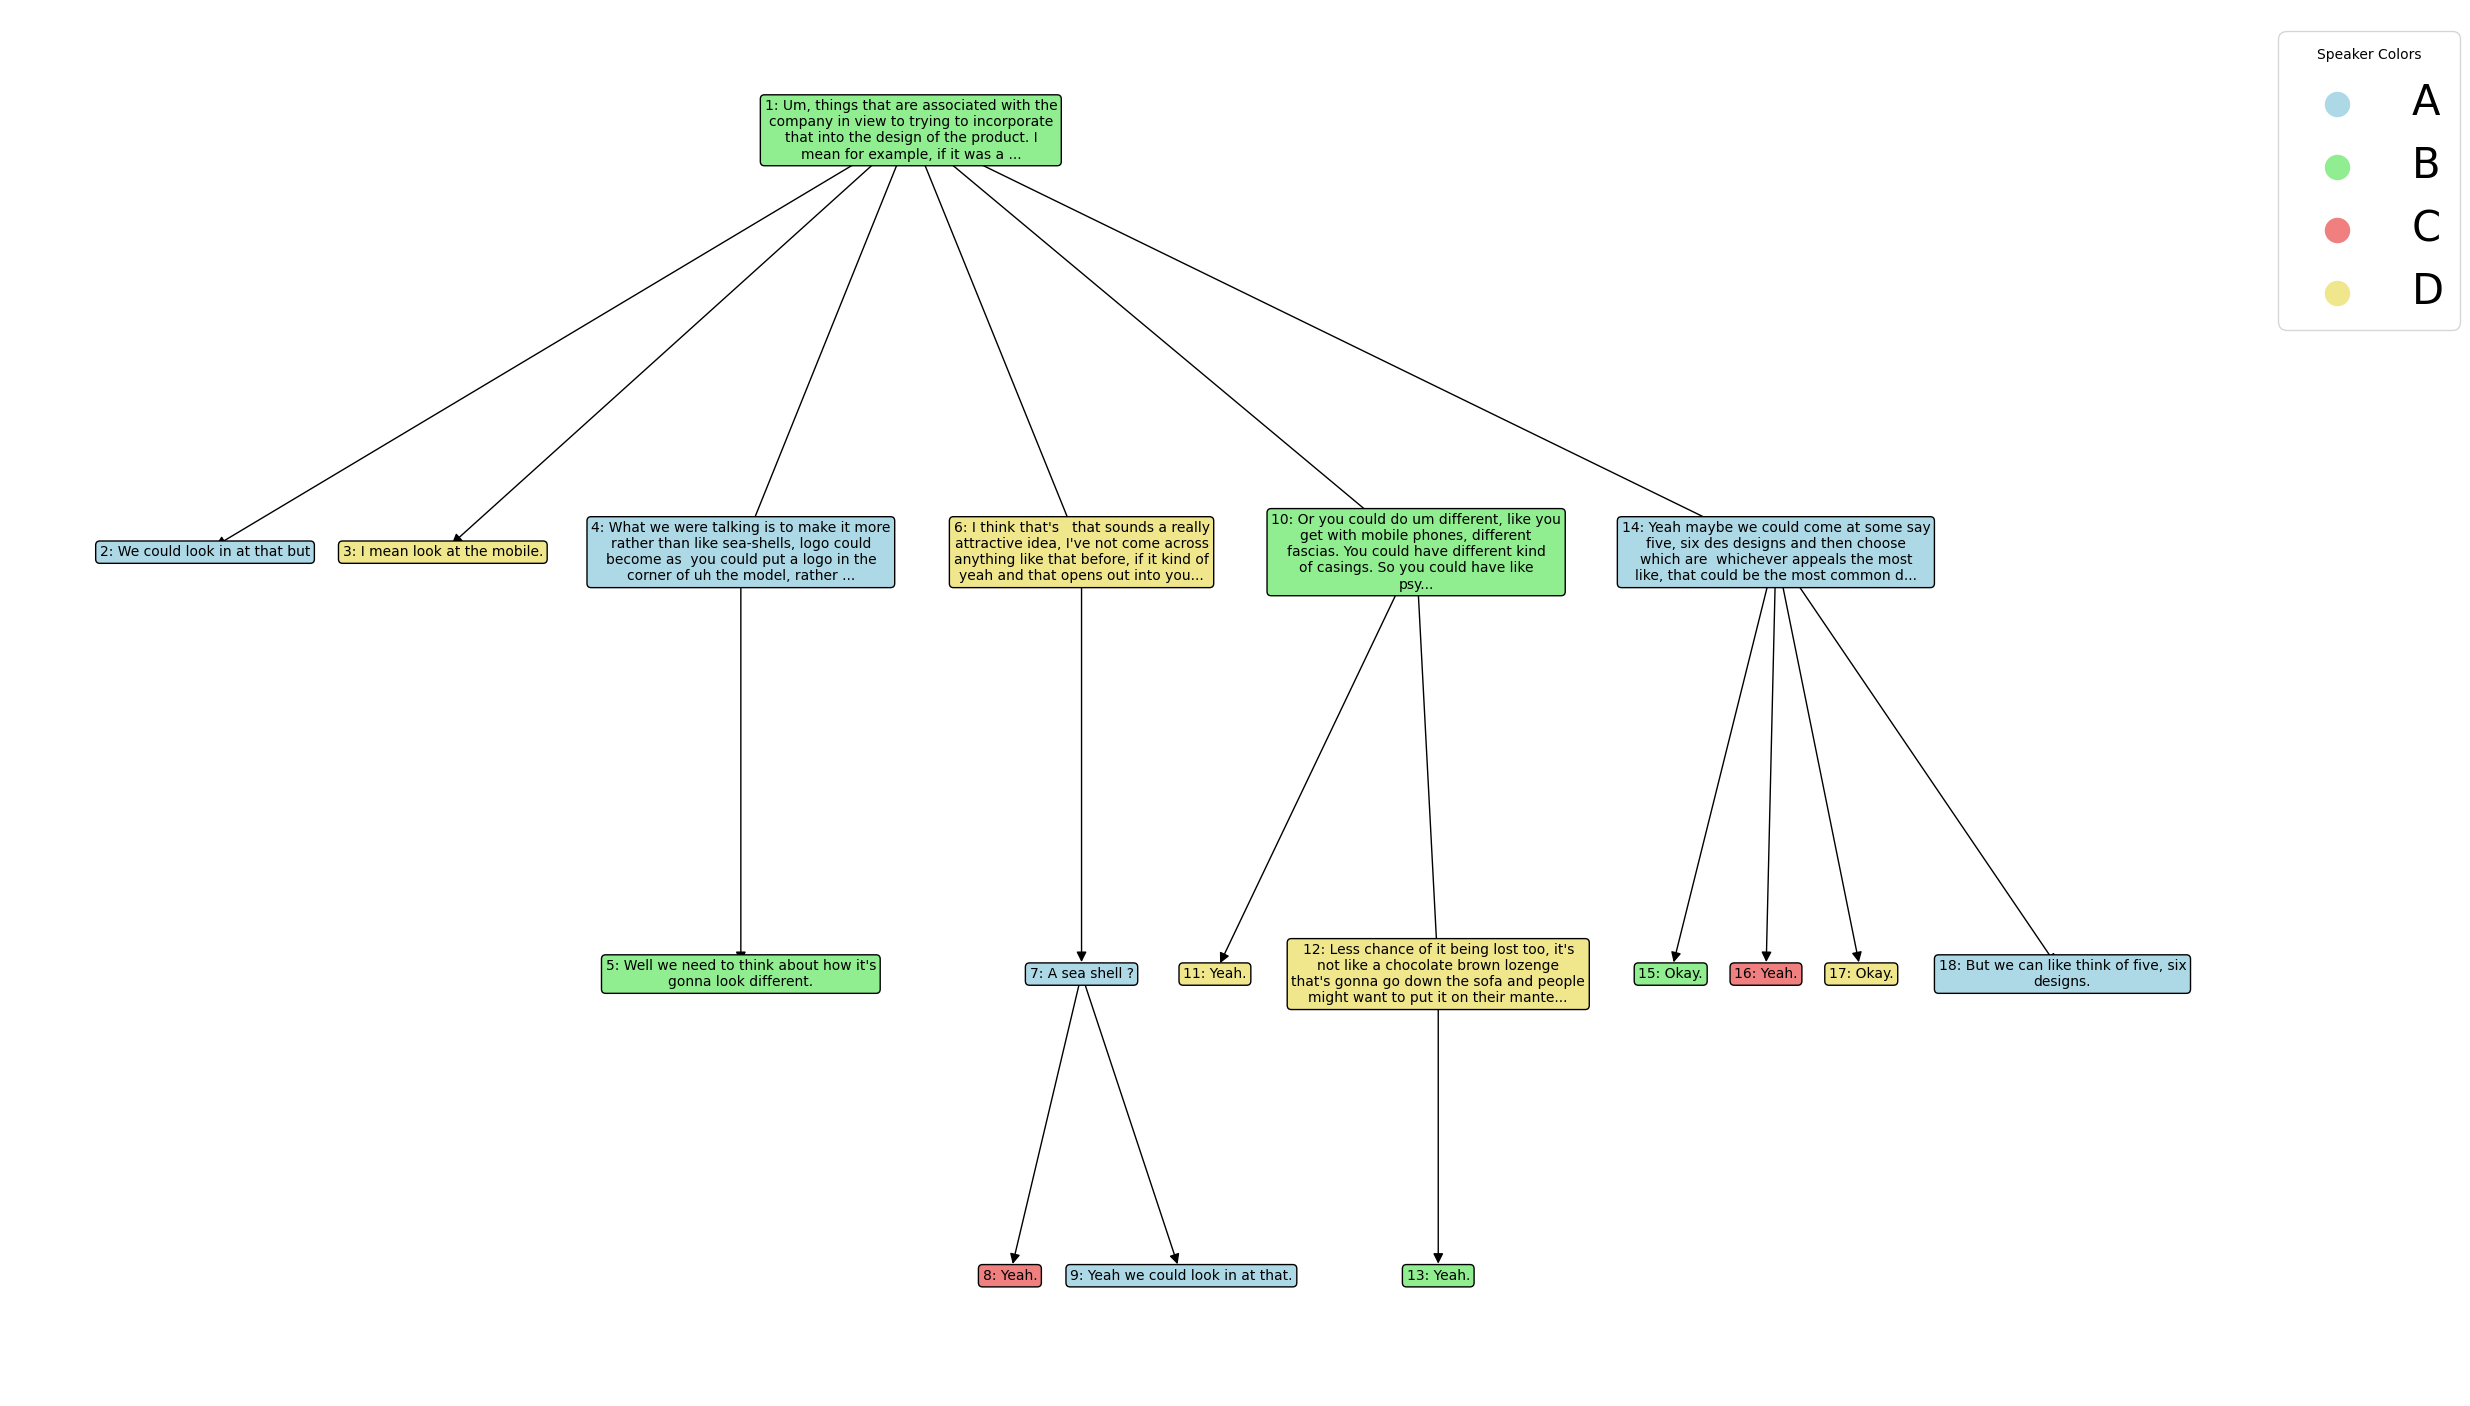 Speaker Colors
A
B
C
D
1: Um, things that are associated with the
company in view to trying to incorporate
that into the design of the product. I
mean for example, if it was a ...
2: We could look in at that but
3: I mean look at the mobile.
4: What we were talking is to make it more
rather than like sea-shells, logo could
become as  you could put a logo in the
corner of uh the model, rather ...
6: I think that's   that sounds a really
attractive idea, I've not come across
anything like that before, if it kind of
yeah and that opens out into you...
10: Or you could do um different, like you
get with mobile phones, different
fascias. You could have different kind
of casings. So you could have like
psy...
14: Yeah maybe we could come at some say
five, six des designs and then choose
which are  whichever appeals the most
like, that could be the most common d...
5: Well we need to think about how it's
gonna look different.
7: A sea shell ?
11: Yeah.
12: Less chance of it being lost too, it's
not like a chocolate brown lozenge
that's gonna go down the sofa and people
might want to put it on their mante...
15: Okay.
16: Yeah.
17: Okay.
18: But we can like think of five, six
designs.
8: Yeah.
9: Yeah we could look in at that.
13: Yeah.